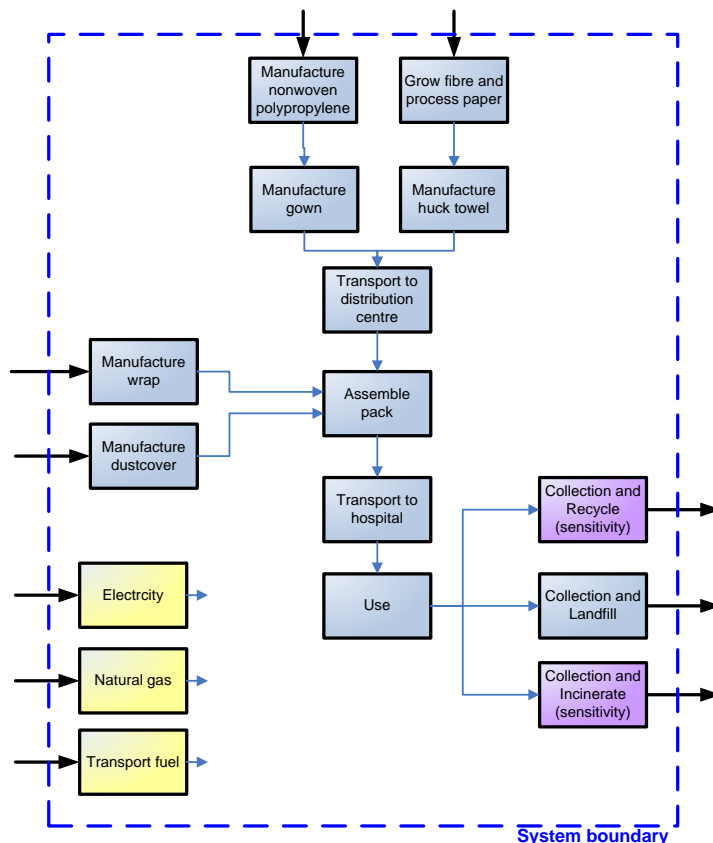 Manufacture
nonwoven
polypropylene
Grow fibre and
process paper
Manufacture
gown
Manufacture
huck towel
Transport to
distribution
centre
Manufacture
wrap
Assemble
pack
Manufacture
dustcover
Transport to
hospital
Collection and
Recycle
(sensitivity)
Electrcity
Use
Collection and
Landfill
Natural gas
Collection and
Incinerate
(sensitivity)
Transport fuel
System boundary